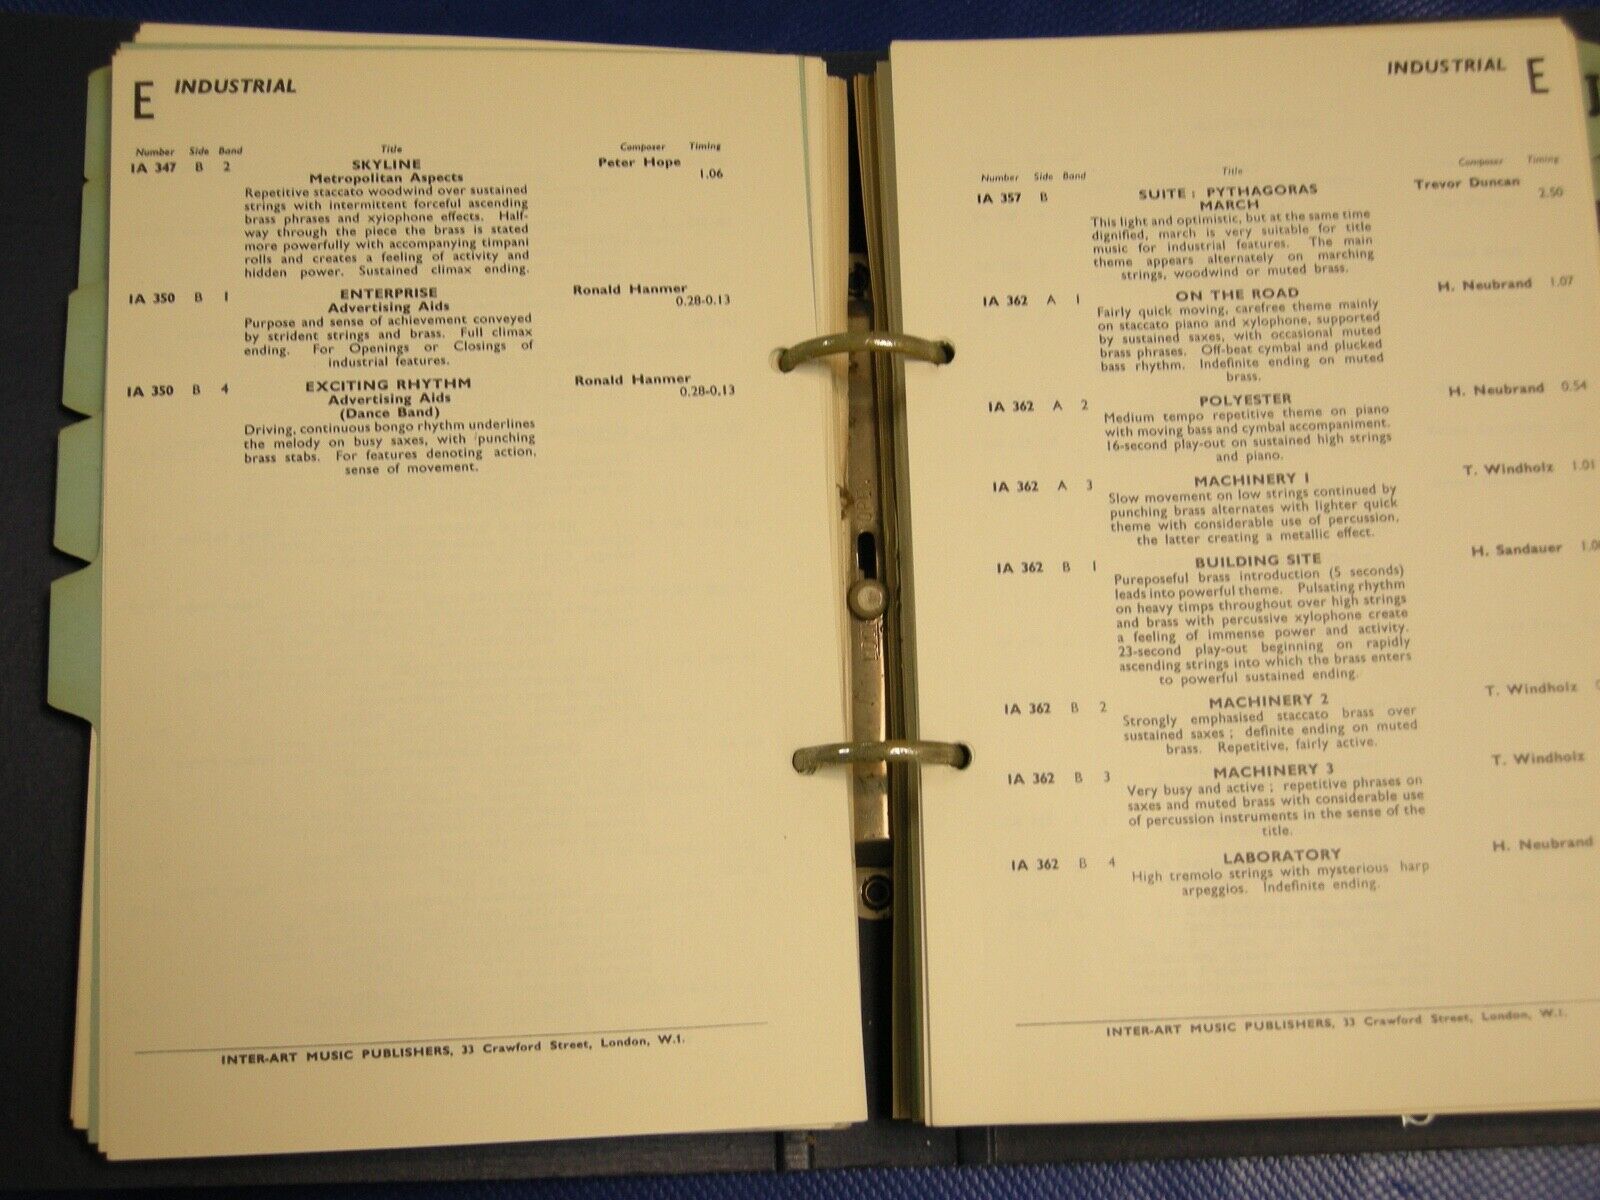 E INDUSTRIAL
Number Side Band Title Composer Timing
IA 347 B 2 SKYLINE Peter Hope
Metropolitan Aspects 1.06
Repetitive staccato woodwind over sustained
strings with intermittent forceful ascending
brass phrases and xylophone effects. Half-
way through the piece the brass is stated
more powerfully with accompanying timpani
rolls and creates a feeling of activity and
hidden power. Sustained climax ending.
IA 350 B 1 ENTERPRISE Ronald Hanmer
Advertising Aids 0.28-0.13
Purpose and sense of achievement conveyed
by strident strings and brass. Full climax
ending. For Openings or Closings of
industrial features.
IA 350 B 4 EXCITING RHYTHM Ronald Hanmer
Advertising Aids 0.28-0.13
(Dance Band)
Driving, continuous bongo rhythm underlines
the melody on busy saxes, with punching
brass stabs. For features denoting action,
sense of movement.
INTER-ART MUSIC PUBLISHERS, 33 Crawford Street, London, W.1.
INDUSTRIAL E
Number Side Band Title Composer Timing
IA 357 B SUITE : PYTHAGORAS Trevor Duncan
MARCH 2.50
This light and optimistic, but at the same time
dignified, march is very suitable for title
music for industrial features. The main
theme appears alternately on marching
strings, woodwind or muted brass.
IA 362 A 1 ON THE ROAD H. Neubrand 1.07
Fairly quick moving, carefree theme mainly
on staccato piano and xylophone, supported
by sustained saxes, with occasional muted
brass phrases. Off-beat cymbal and plucked
bass rhythm. Indefinite ending on muted
brass.
IA 362 A 2 POLYESTER H. Neubrand 0.54
Medium tempo repetitive theme on piano
with moving bass and cymbal accompaniment.
16-second play-out on sustained high strings
and piano.
IA 362 A 3 MACHINERY 1 T. Windholz 1.01
Slow movement on low strings continued by
punching brass alternates with lighter quick
theme with considerable use of percussion,
the latter creating a metallic effect.
IA 362 B 1 BUILDING SITE H. Sandauer
Pureposeful brass introduction (5 seconds)
leads into powerful theme. Pulsating rhythm
on heavy timps throughout over high strings
and brass with percussive xylophone create
a feeling of immense power and activity.
23-second play-out beginning on rapidly
ascending strings into which the brass enters
to powerful sustained ending.
IA 362 B 2 MACHINERY 2 T. Windholz
Strongly emphasised staccato brass over
sustained saxes ; definite ending on muted
brass. Repetitive, fairly active.
IA 362 B 3 MACHINERY 3 T. Windholz
Very busy and active ; repetitive phrases on
saxes and muted brass with considerable use
of percussion instruments in the sense of the
title.
IA 362 B 4 LABORATORY H. Neubrand
High tremolo strings with mysterious harp
arpeggios. Indefinite ending.
INTER-ART MUSIC PUBLISHERS, 33 Crawford Street, London, W.1.